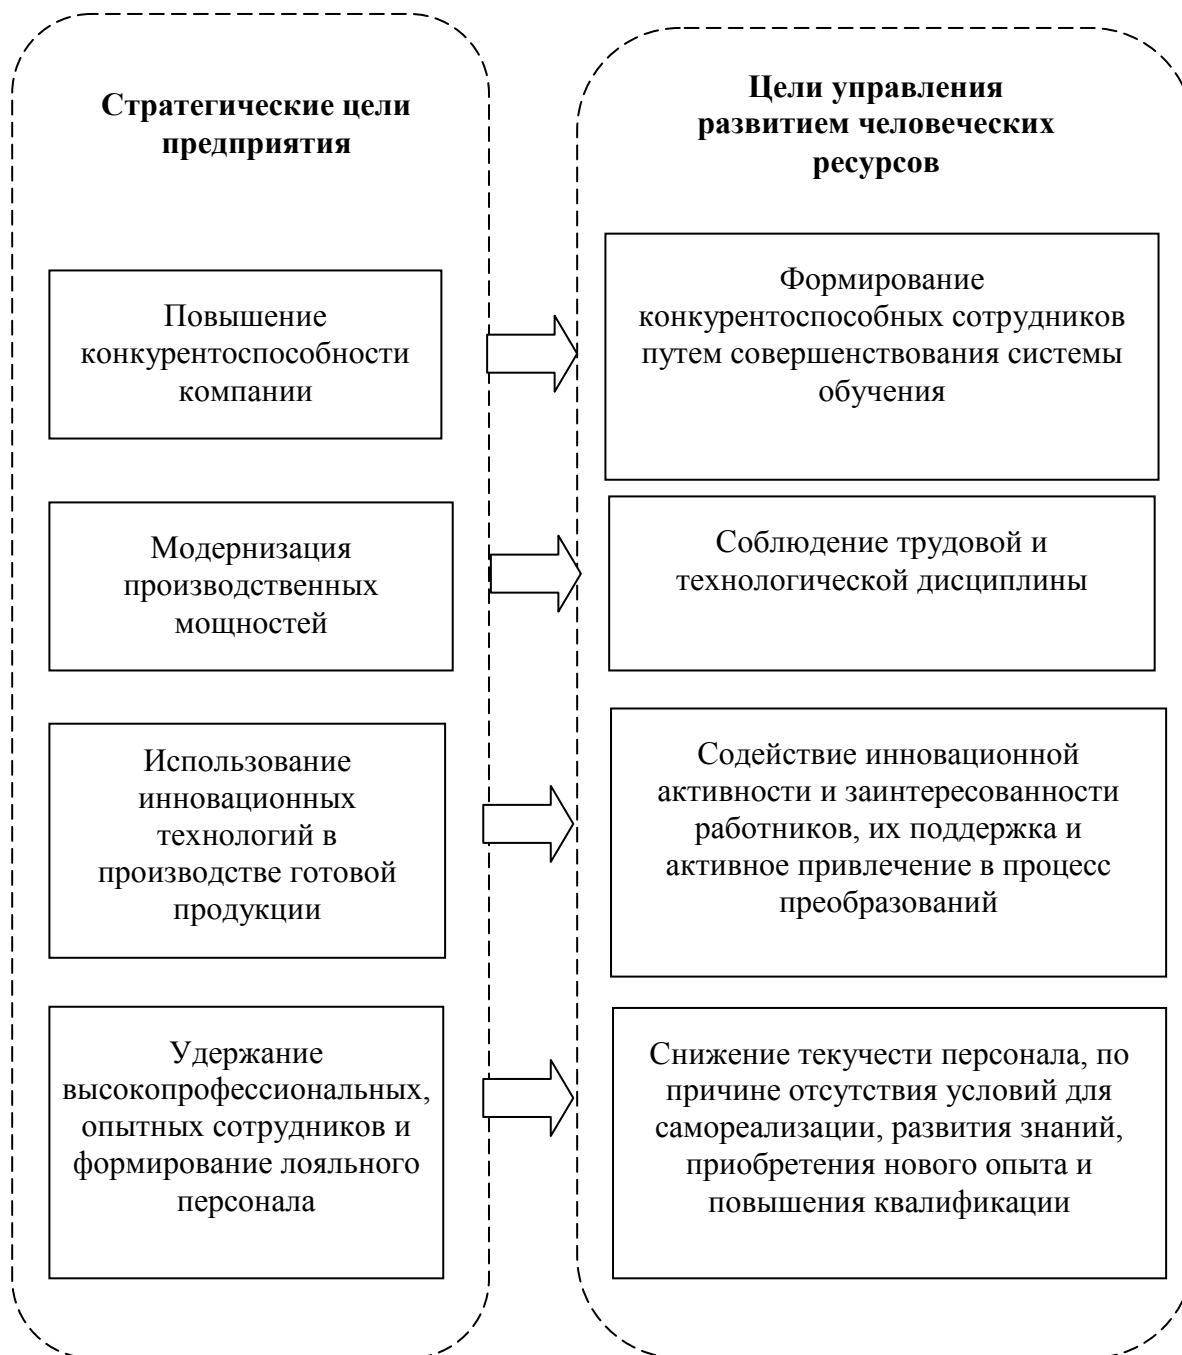 Стратегические цели
предприятия
Цели управления
развитием человеческих
ресурсов
Повышение
конкурентоспособности
компании
Формирование
конкурентоспособных сотрудников
путем совершенствования системы
обучения
Модернизация
производственных
мощностей
Соблюдение трудовой и
технологической дисциплины
Использование
инновационных
технологий в
производстве готовой
продукции
Содействие инновационной
активности и заинтересованности
работников, их поддержка и
активное привлечение в процесс
преобразований
Удержание
высокопрофессиональных,
опытных сотрудников и
формирование лояльного
персонала
Снижение текучести персонала, по
причине отсутствия условий для
самореализации, развития знаний,
приобретения нового опыта и
повышения квалификации